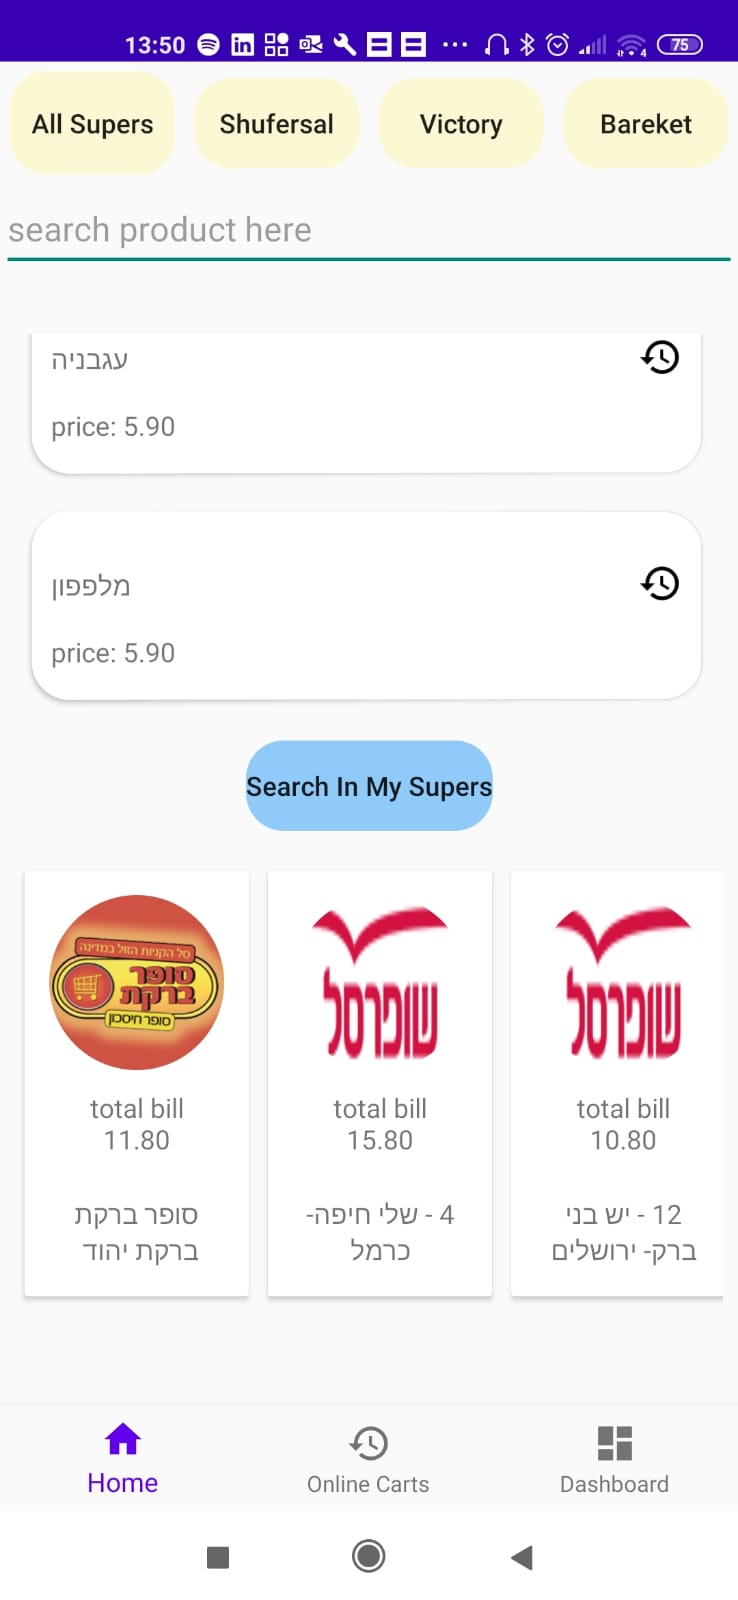 13:50
75
All Supers
Shufersal
Victory
Bareket
search product here
עגבניה
price: 5.90
מלפפון
price: 5.90
Search In My Supers
סל הקניות הזול במדינה
סופר
ברקת
סופר חיסכון
שופרסל
שופרסל
total bill
11.80
total bill
15.80
total bill
10.80
סופר ברקת
ברקת יהוד
4 - שלי חיפה-
כרמל
12 - יש בני
ברק- ירושלים
Home
Online Carts
Dashboard